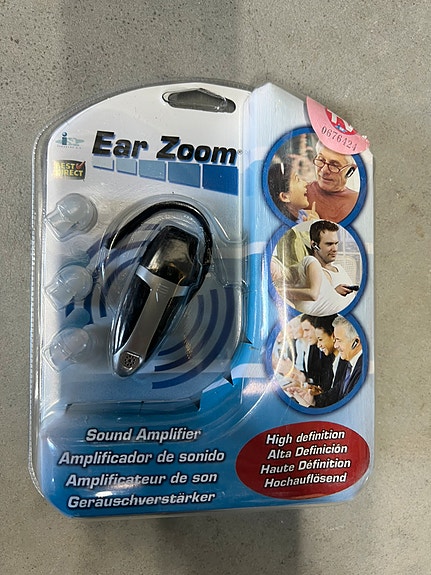 0676424
BEST
DIRECT
Ear Zoom®
Sound Amplifier
Amplificador de sonido
Amplificateur de son
Geräuschverstärker
High definition
Alta Definición
Haute Définition
Hochauflösend